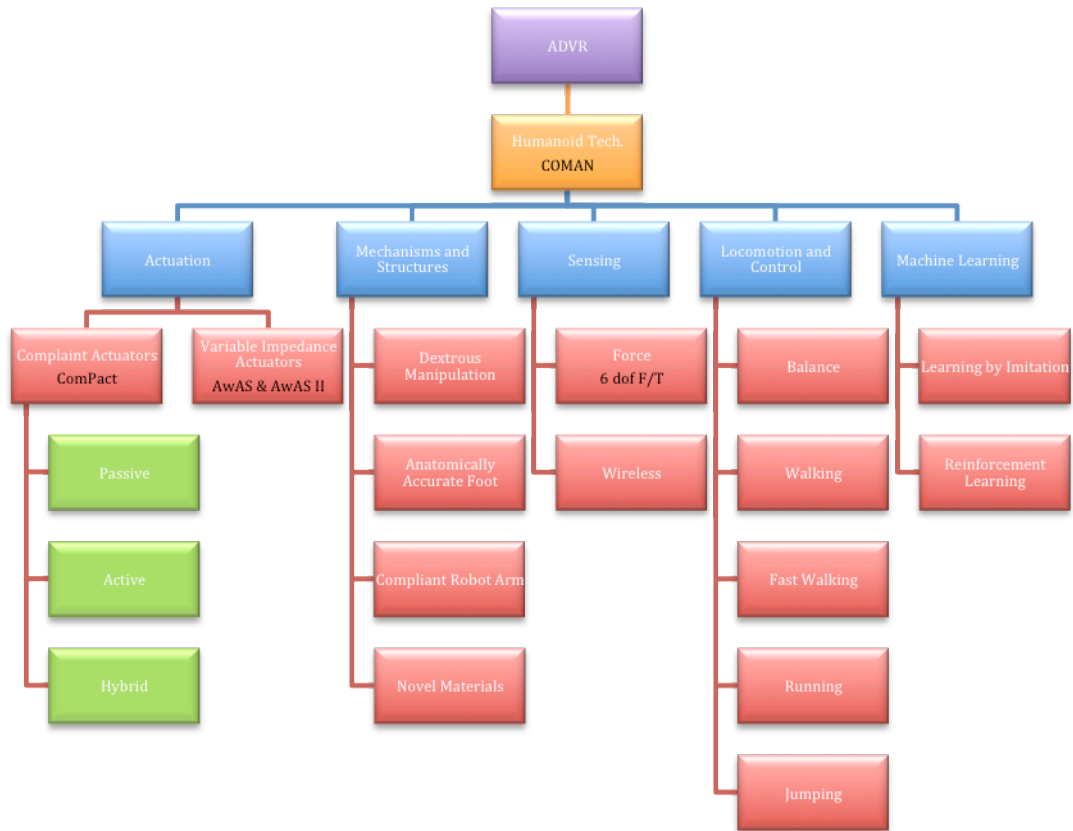 ADVR
Humanoid Tech.
COMAN
Actuation
Mechanisms and
Structures
Sensing
Locomotion and
Control
Machine Learning
Complaint Actuators
ComPact
Variable Impedance
Actuators
AwAS & AwAS II
Dextrous
Manipulation
Force
6 dof F/T
Balance
Learning by Imitation
Passive
Anatomically
Accurate Foot
Wireless
Walking
Reinforcement
Learning
Active
Compliant Robot Arm
Fast Walking
Hybrid
Novel Materials
Running
Jumping